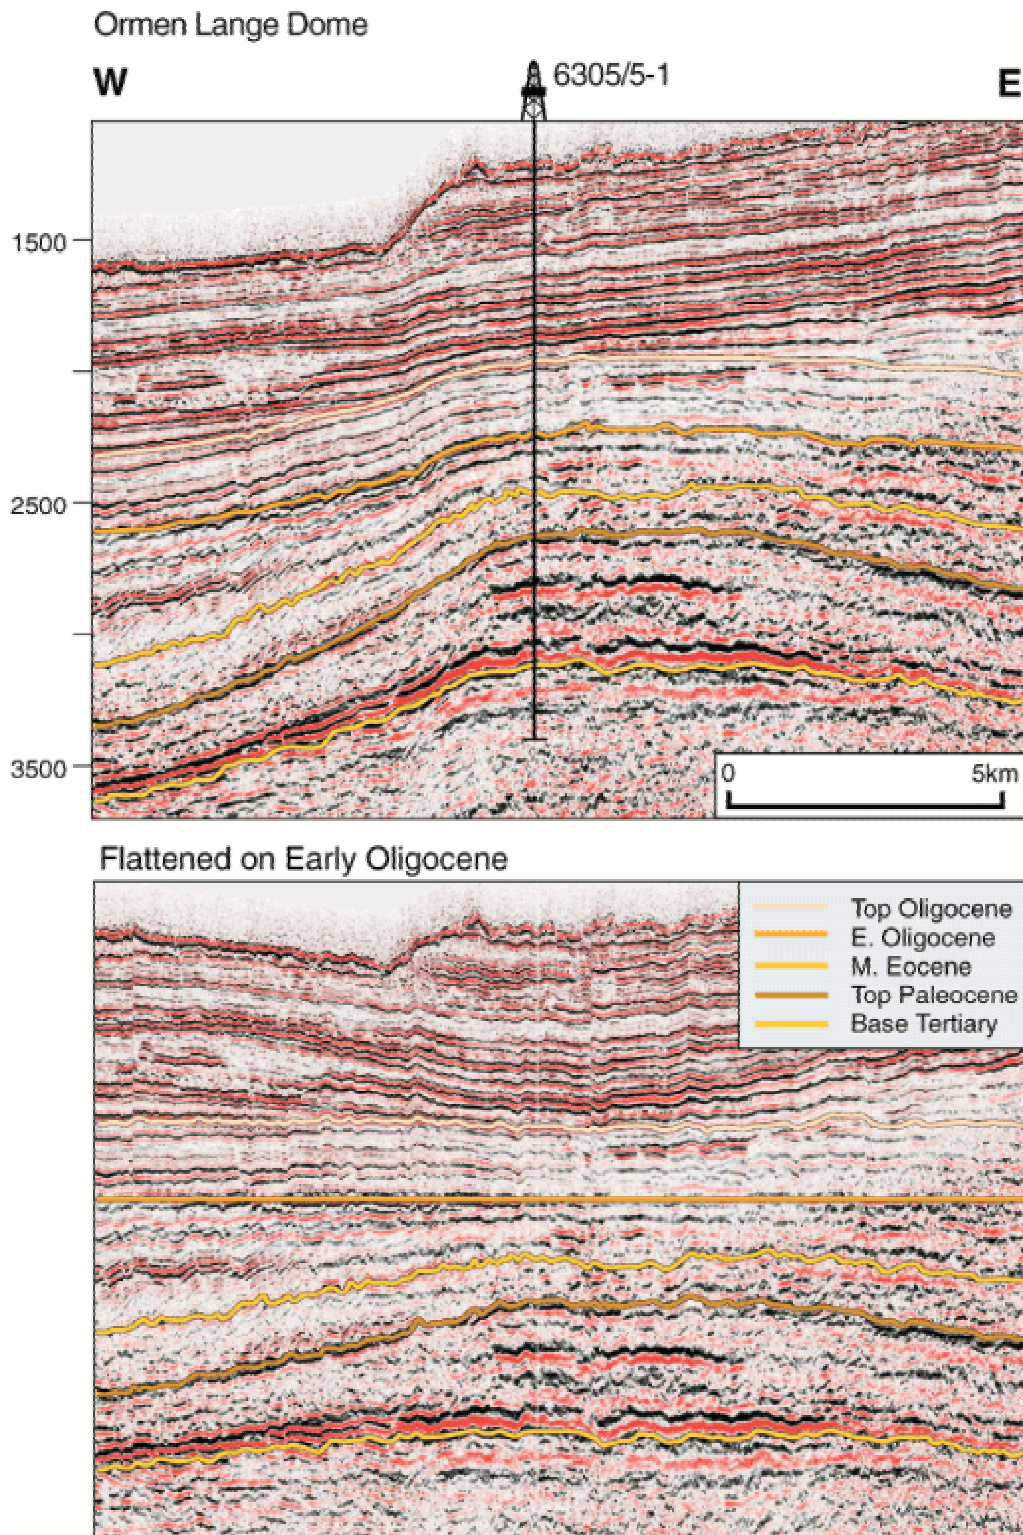 Ormen Lange Dome
W
6305/5-1
E
1500
2500
3500
0 5km
Flattened on Early Oligocene
Top Oligocene
E. Oligocene
M. Eocene
Top Paleocene
Base Tertiary